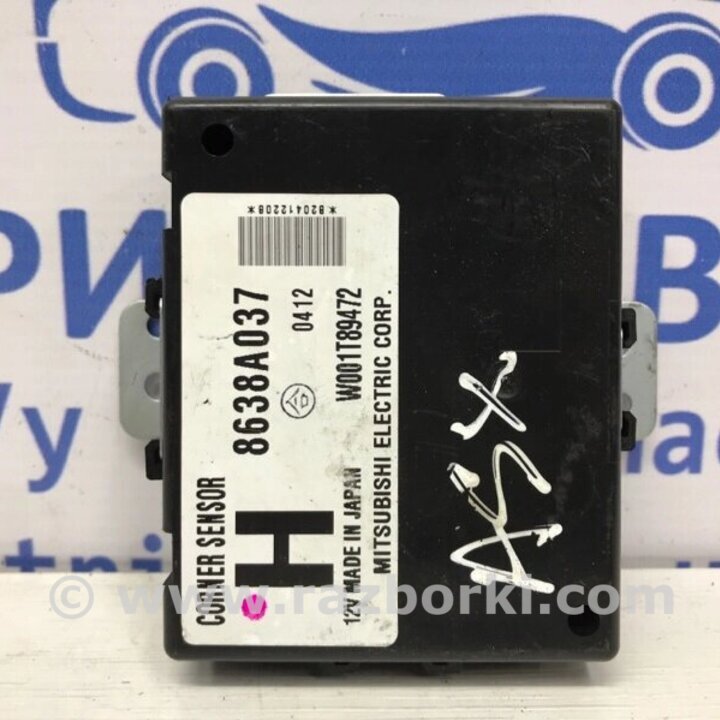 *820412208*
CORNER SENSOR
8638A037
0412
H
W001T89472
12V MADE IN JAPAN
MITSUBISHI ELECTRIC CORP.
ASX
© www.razborki.com